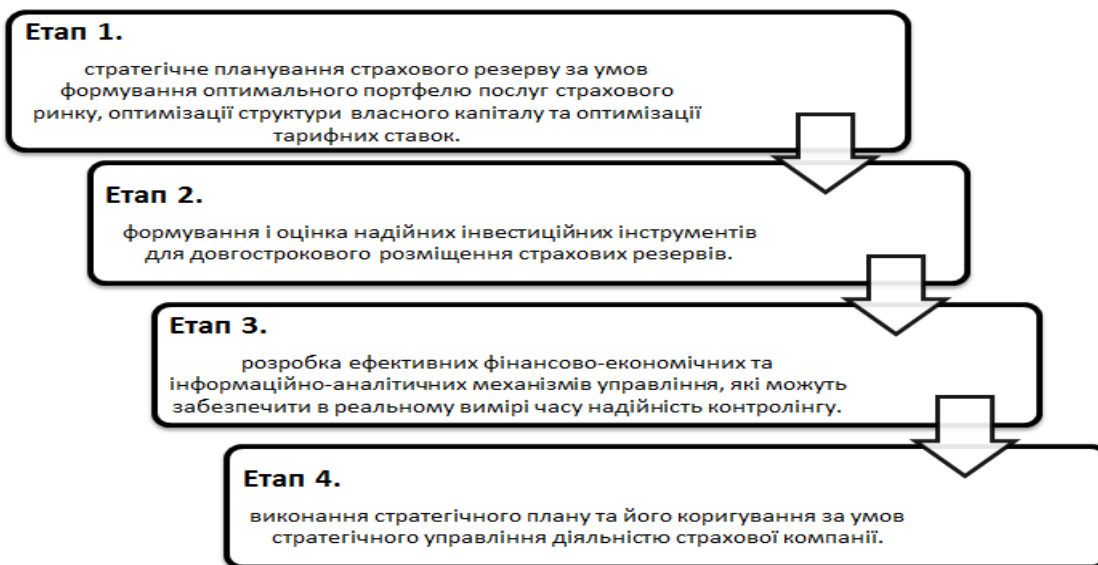 Етап 1.
стратегічне планування страхового резерву за умов
формування оптимального портфелю послуг страхового
ринку, оптимізації структури власного капіталу та оптимізації
тарифних ставок.
Етап 2.
формування і оцінка надійних інвестиційних інструментів
для довгострокового розміщення страхових резервів.
Етап 3.
розробка ефективних фінансово-економічних та
інформаційно-аналітичних механізмів управління, які можуть
забезпечити в реальному вимірі часу надійність контролінгу.
Етап 4.
виконання стратегічного плану та його коригування за умов
стратегічного управління діяльністю страхової компанії.